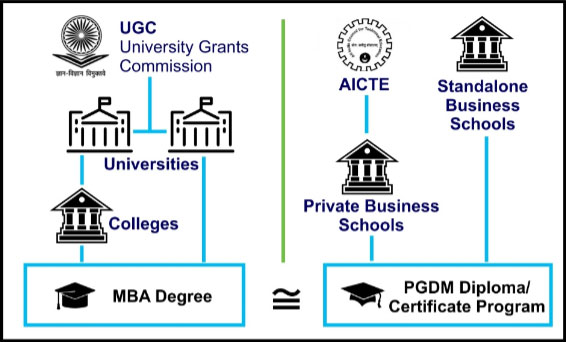 UGC
University Grants
Commission
ज्ञान-विज्ञान विमुक्तये
Universities
Colleges
MBA Degree
≅
AICTE
Private Business
Schools
Standalone
Business
Schools
PGDM Diploma/
Certificate Program